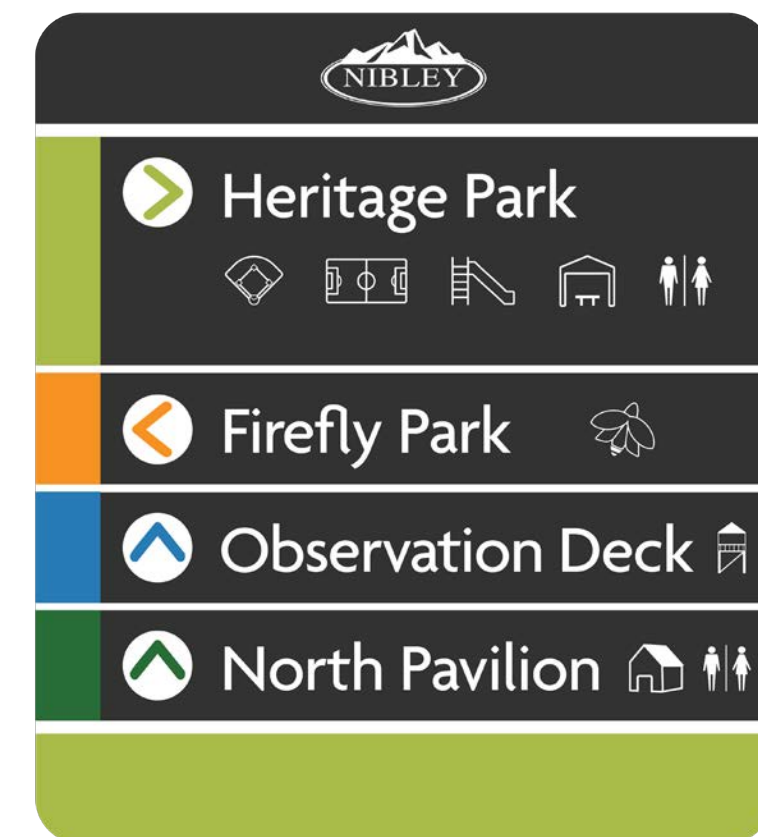 NIBLEY
Heritage Park
Firefly Park
Observation Deck
North Pavilion